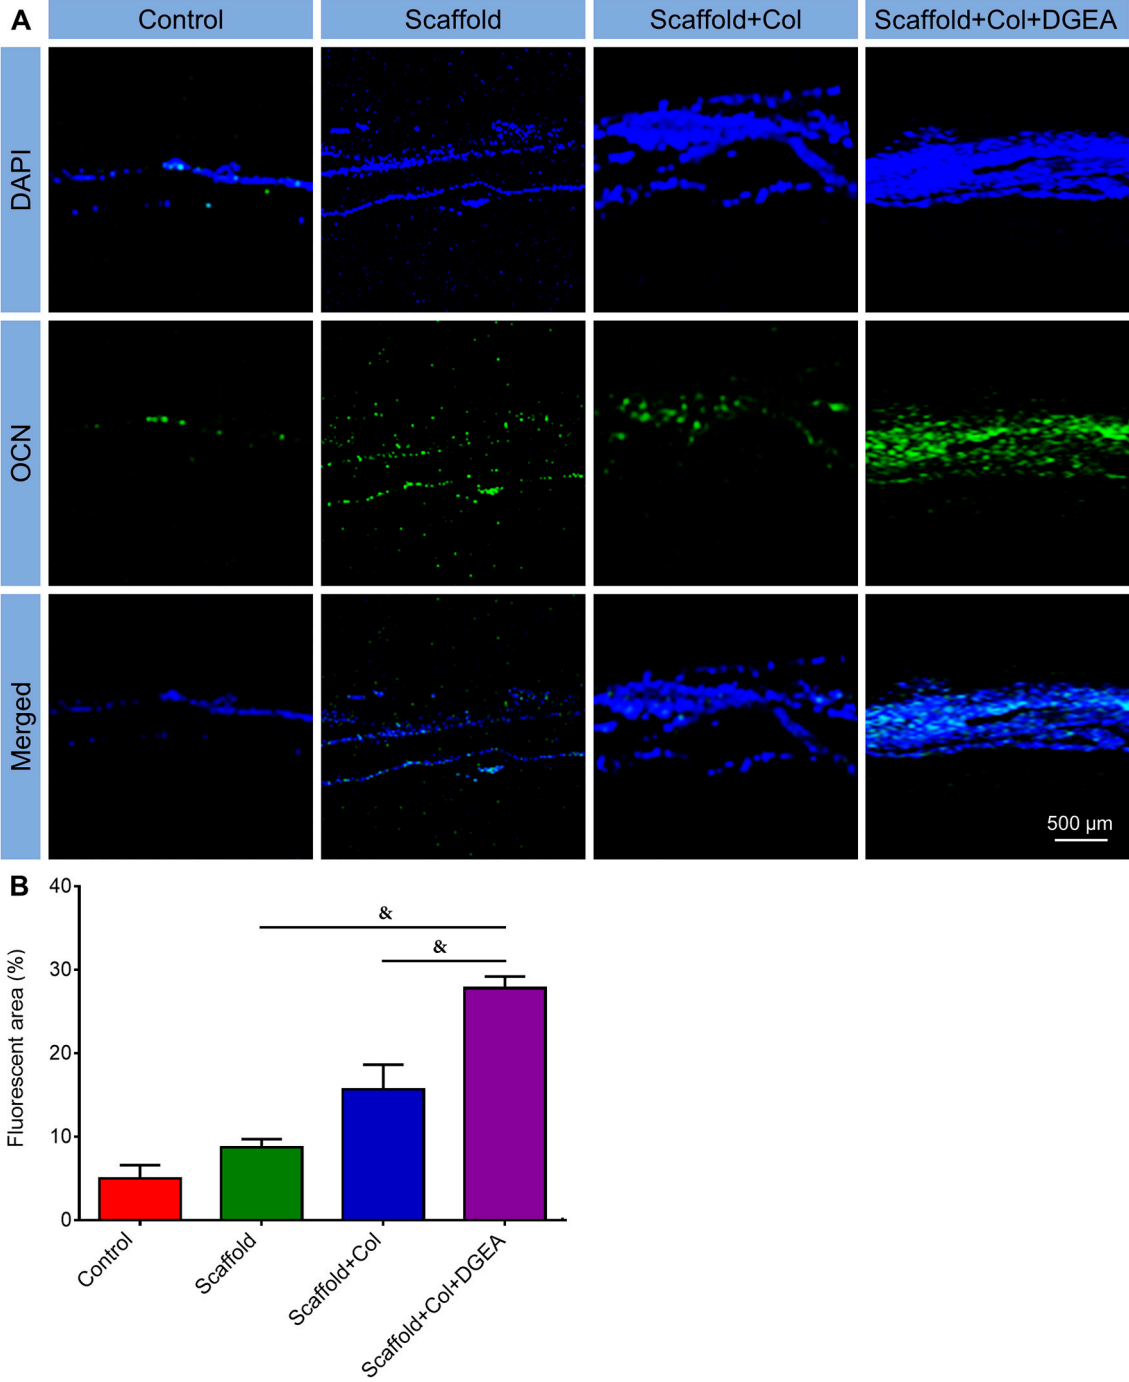 A
Control
Scaffold
Scaffold+Col
Scaffold+Col+DGEA
DAPI
OCN
Merged
500 µm
B
Fluorescent area (%)
40
30
20
10
0
&
&
Control
Scaffold
Scaffold+Col
Scaffold+Col+DGEA